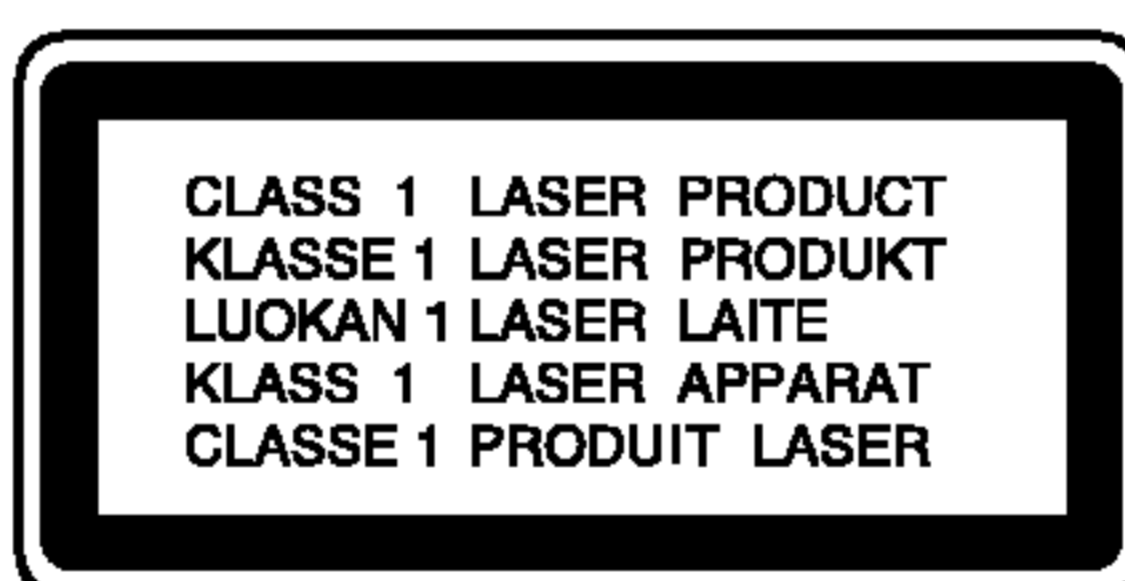 CLASS 1 LASER PRODUCT
KLASSE 1 LASER PRODUKT
LUOKAN 1 LASER LAITE
KLASS 1 LASER APPARAT
CLASSE 1 PRODUIT LASER